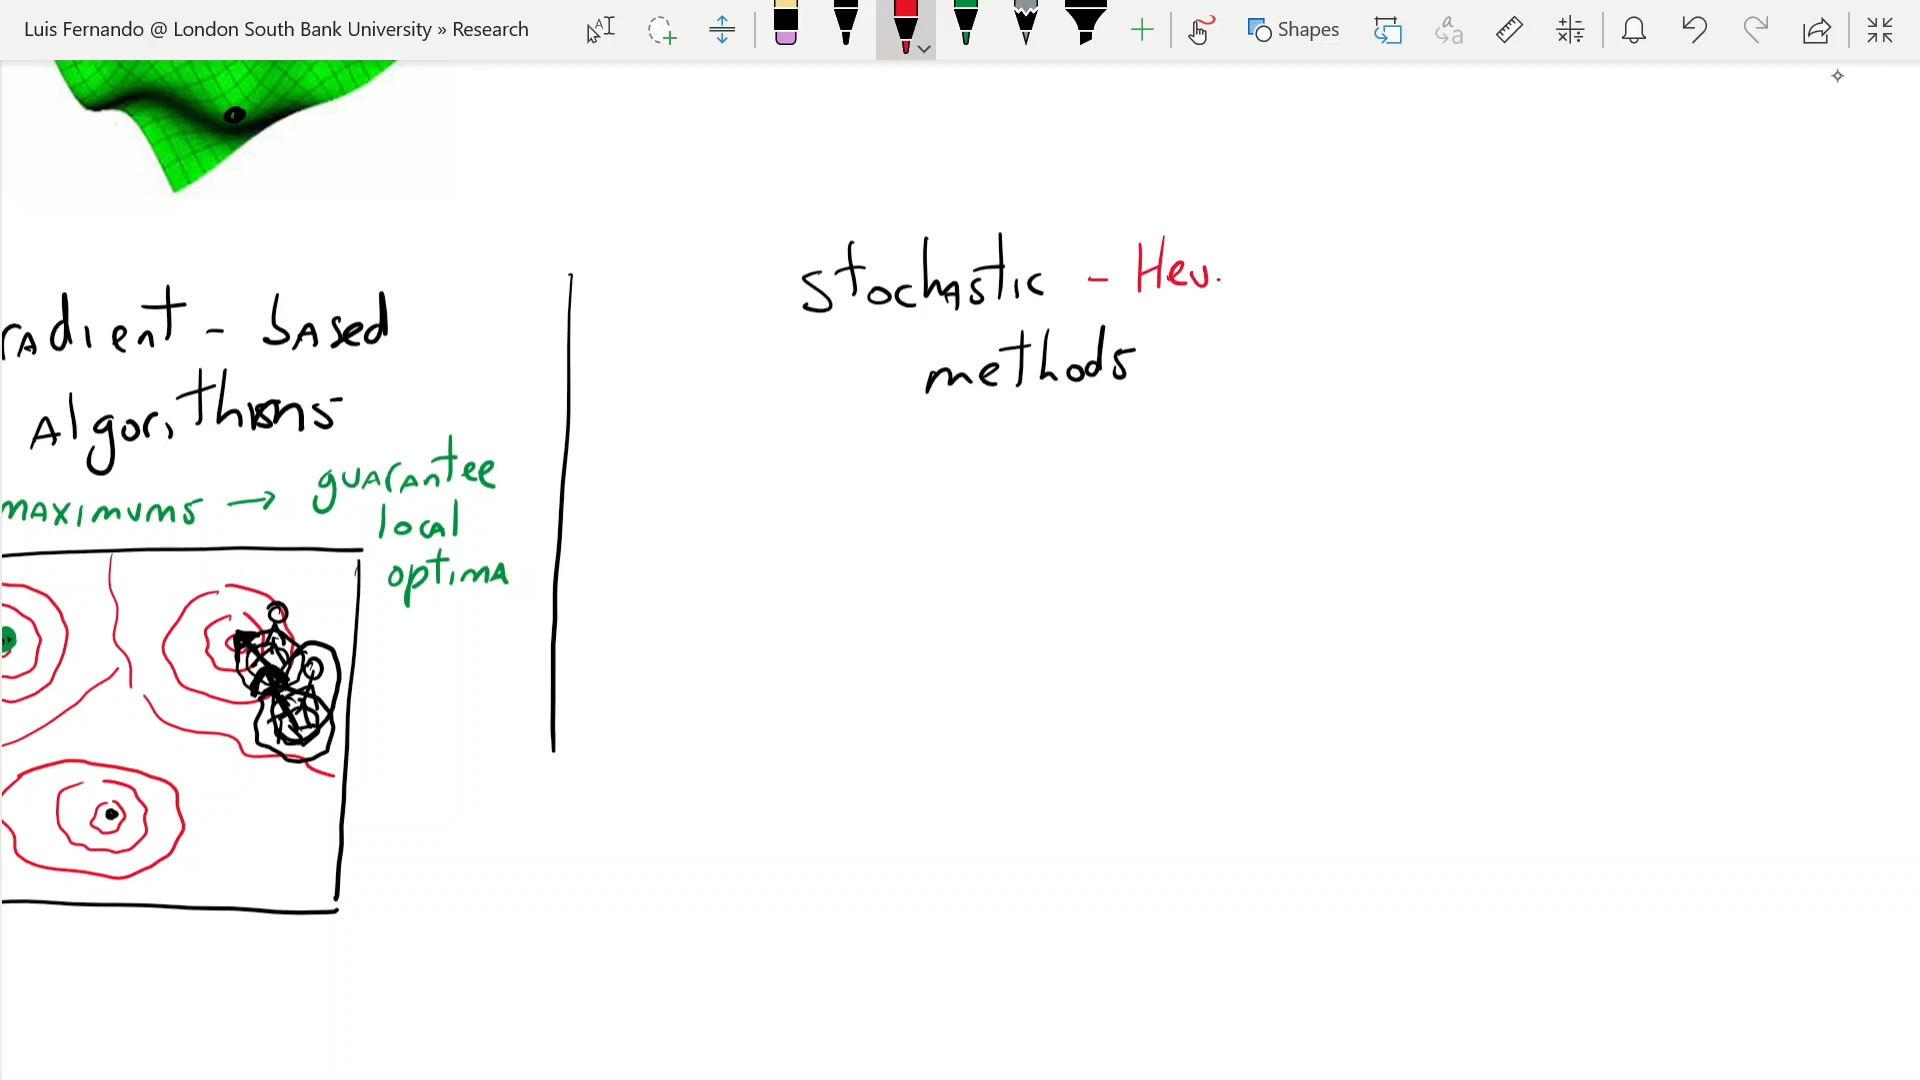 Luis Fernando @ London South Bank University » Research
Shapes
stochastic - Heu.
methods
radient - based
Algorithms
maximums → guarantee
local
optima